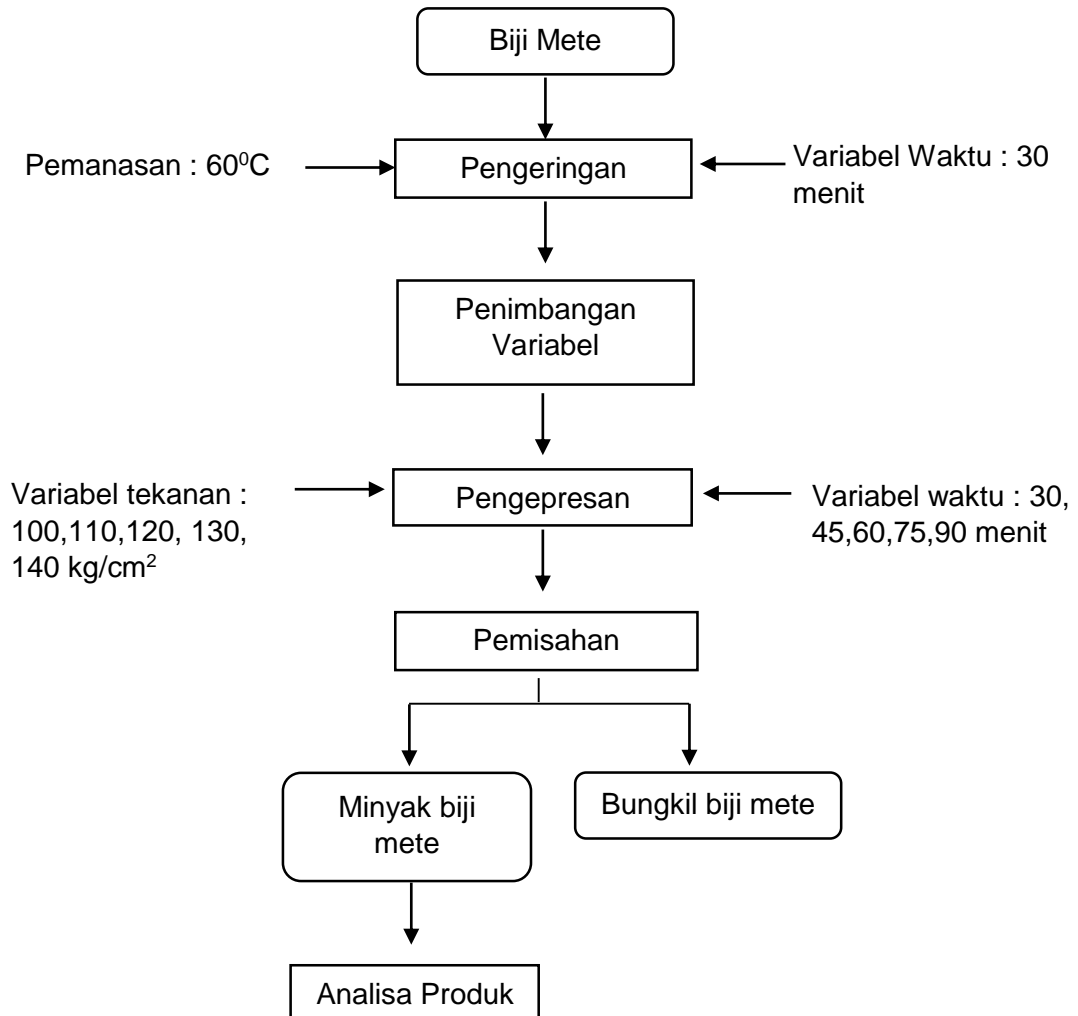 Biji Mete
Pemanasan : 60⁰C
Pengeringan
Variabel Waktu : 30
menit
Penimbangan
Variabel
Variabel tekanan :
100,110,120, 130,
140 kg/cm²
Pengepresan
Variabel waktu : 30,
45,60,75,90 menit
Pemisahan
Minyak biji
mete
Bungkil biji mete
Analisa Produk